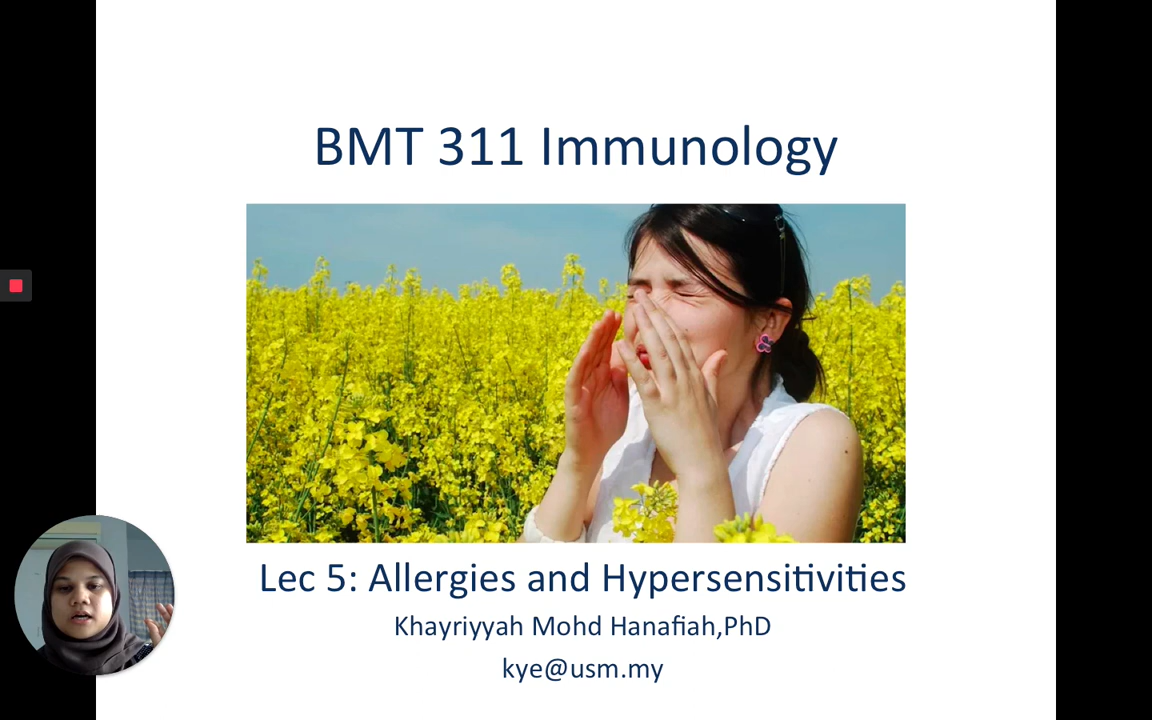 BMT 311 Immunology
Lec 5: Allergies and Hypersensitivities
Khayriyyah Mohd Hanafiah,PhD
kye@usm.my